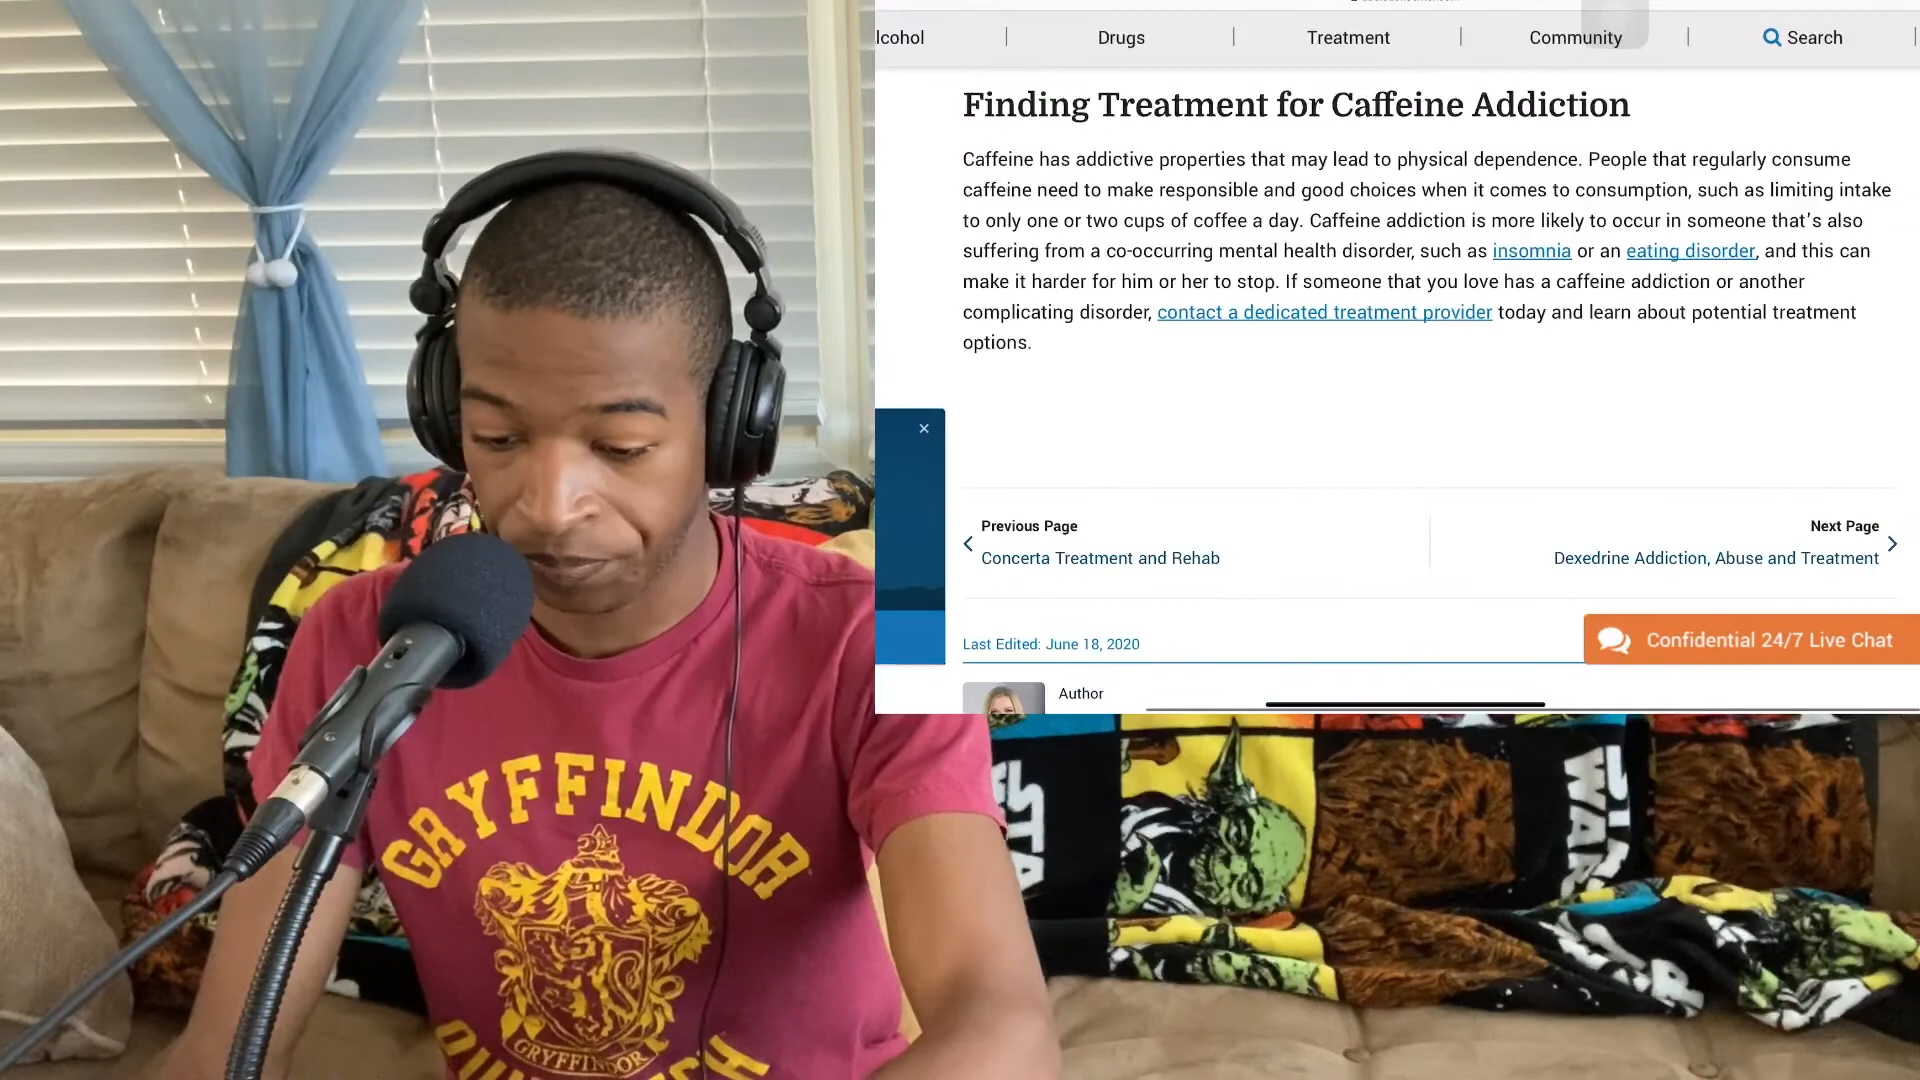 lcohol
Drugs
Treatment
Community
Search
Finding Treatment for Caffeine Addiction
Caffeine has addictive properties that may lead to physical dependence. People that regularly consume
caffeine need to make responsible and good choices when it comes to consumption, such as limiting intake
to only one or two cups of coffee a day. Caffeine addiction is more likely to occur in someone that’s also
suffering from a co-occurring mental health disorder, such as insomnia or an eating disorder, and this can
make it harder for him or her to stop. If someone that you love has a caffeine addiction or another
complicating disorder, contact a dedicated treatment provider today and learn about potential treatment
options.
Previous Page
Concerta Treatment and Rehab
Next Page
Dexedrine Addiction, Abuse and Treatment
Last Edited: June 18, 2020
Confidential 24/7 Live Chat
Author
GRYFFINDOR
GRYFFINDOR
STA
STAR
WARS